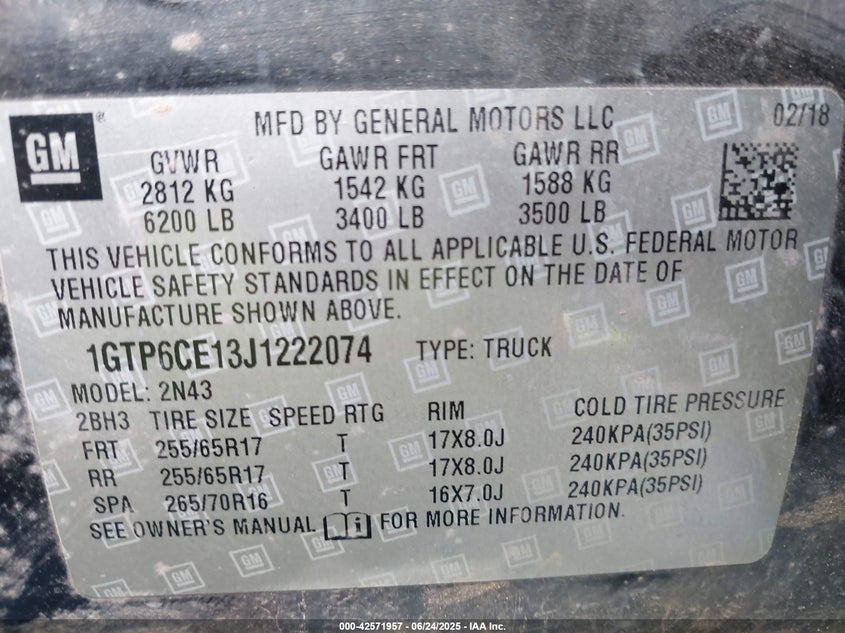 GM ® MFD BY GENERAL MOTORS LLC 02/18
GVWR GAWR FRT GAWR RR
2812 KG 1542 KG 1588 KG
6200 LB 3400 LB 3500 LB
THIS VEHICLE CONFORMS TO ALL APPLICABLE U.S. FEDERAL MOTOR
VEHICLE SAFETY STANDARDS IN EFFECT ON THE DATE OF
MANUFACTURE SHOWN ABOVE.
1GTP6CE13J1222074 TYPE: TRUCK
MODEL: 2N43
2BH3 TIRE SIZE SPEED RTG RIM COLD TIRE PRESSURE
FRT 255/65R17 T 17X8.0J 240KPA(35PSI)
RR 255/65R17 T 17X8.0J 240KPA(35PSI)
SPA 265/70R16 T 16X7.0J 240KPA(35PSI)
SEE OWNER'S MANUAL i FOR MORE INFORMATION.
000-42571957 | 06/24/2025 - IAA Inc.